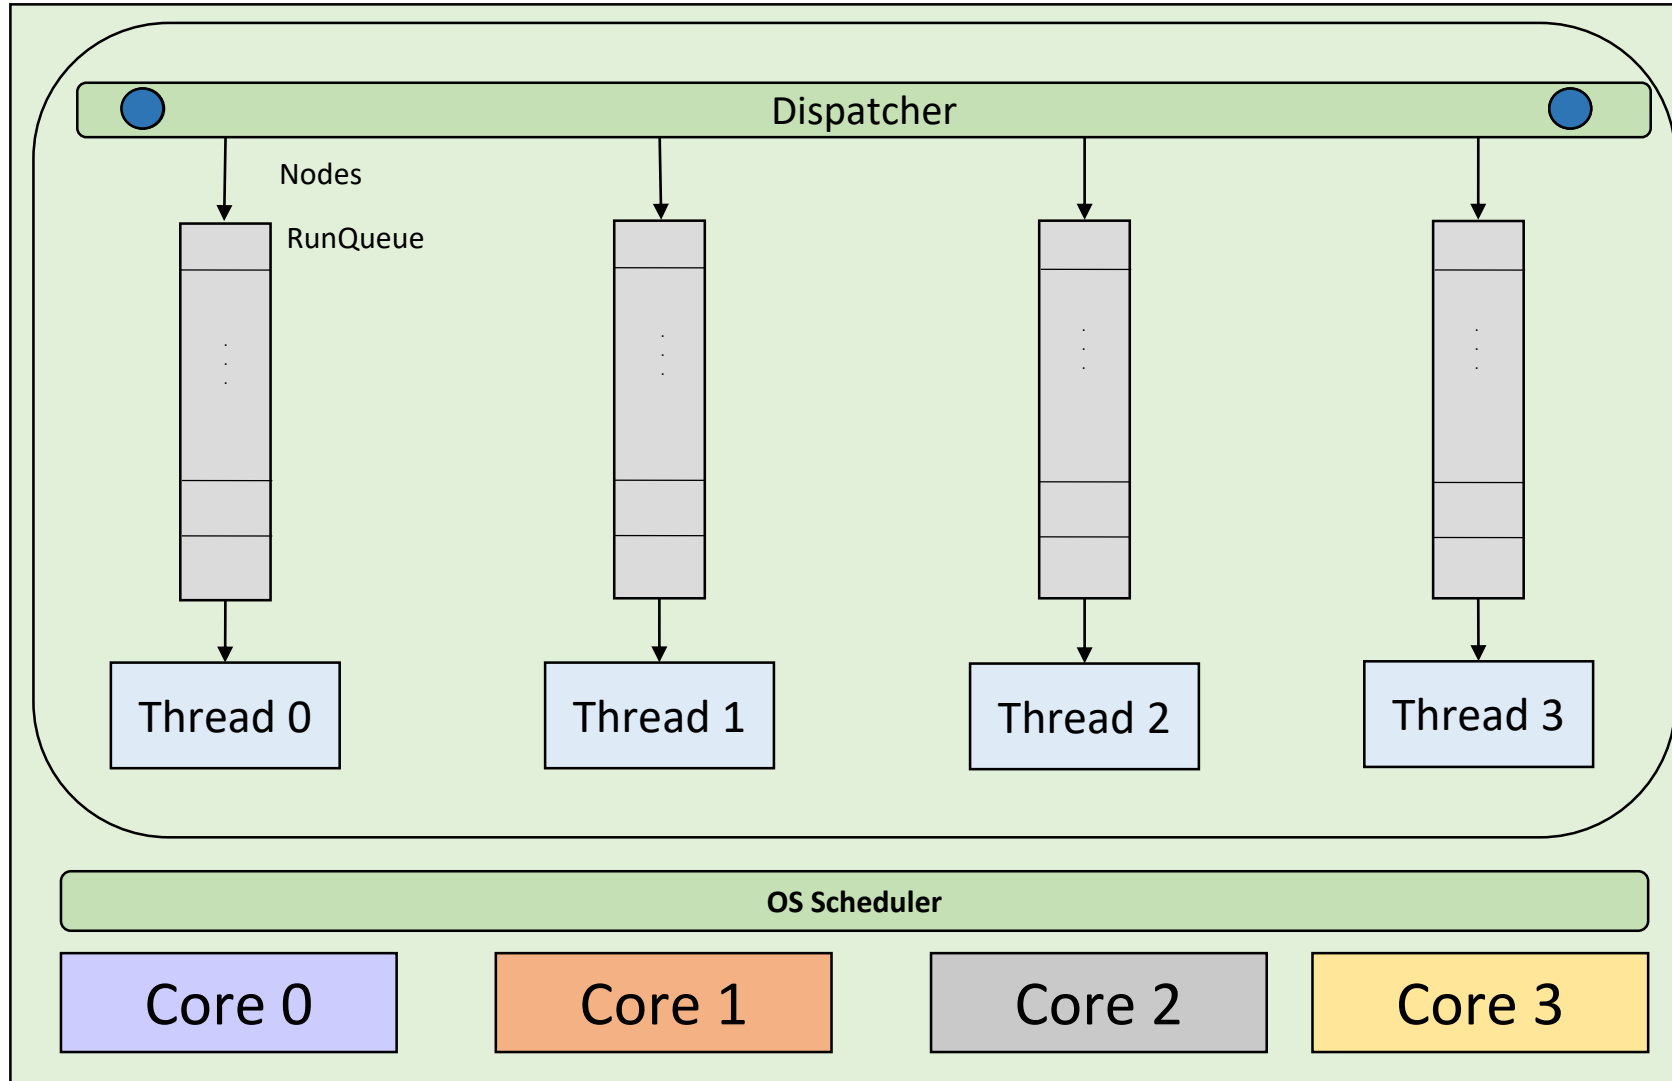 Dispatcher
Nodes
RunQueue
Thread 0
Thread 1
Thread 2
Thread 3
OS Scheduler
Core 0
Core 1
Core 2
Core 3